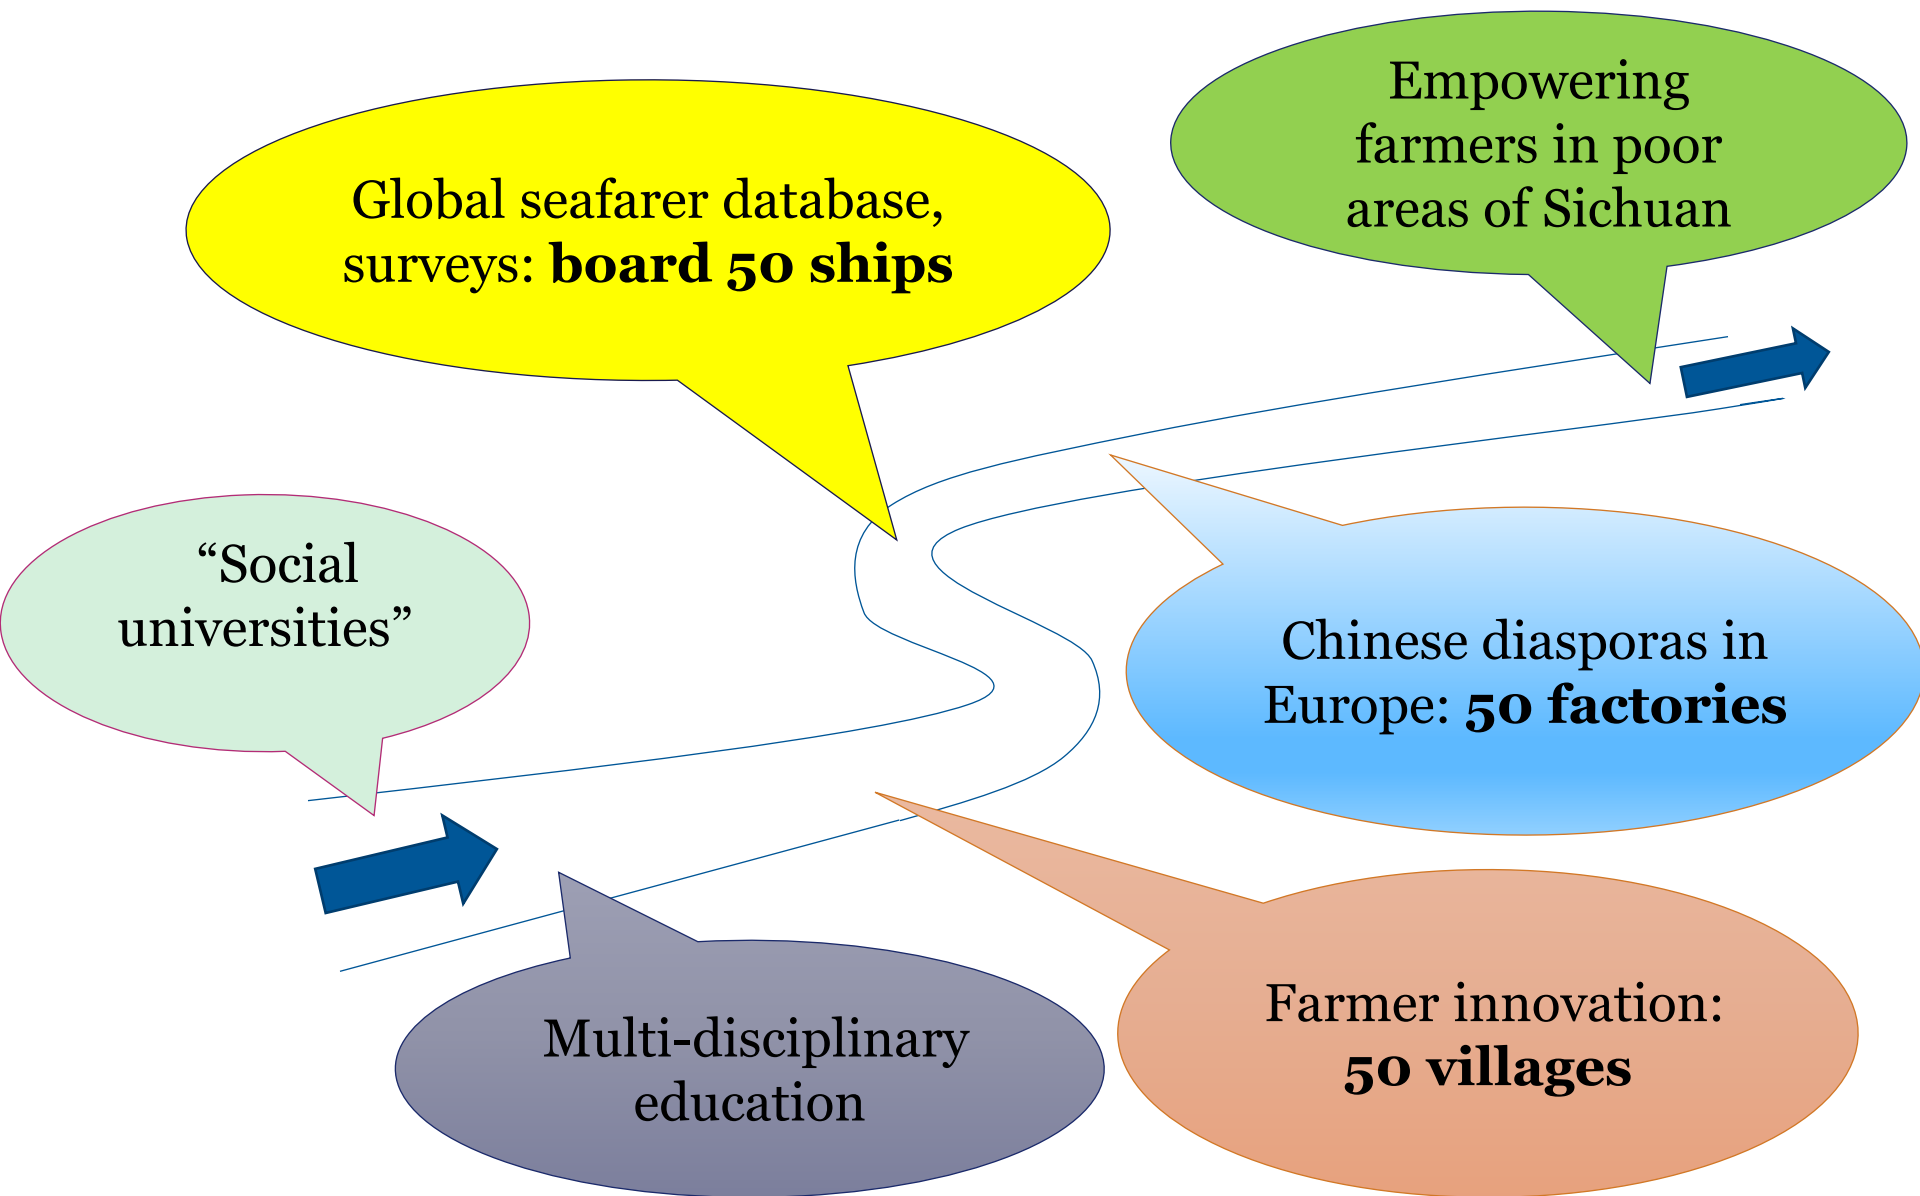 Empowering
farmers in poor
areas of Sichuan
Global seafarer database,
surveys: board 50 ships
“Social
universities”
Chinese diasporas in
Europe: 50 factories
Farmer innovation:
50 villages
Multi-disciplinary
education